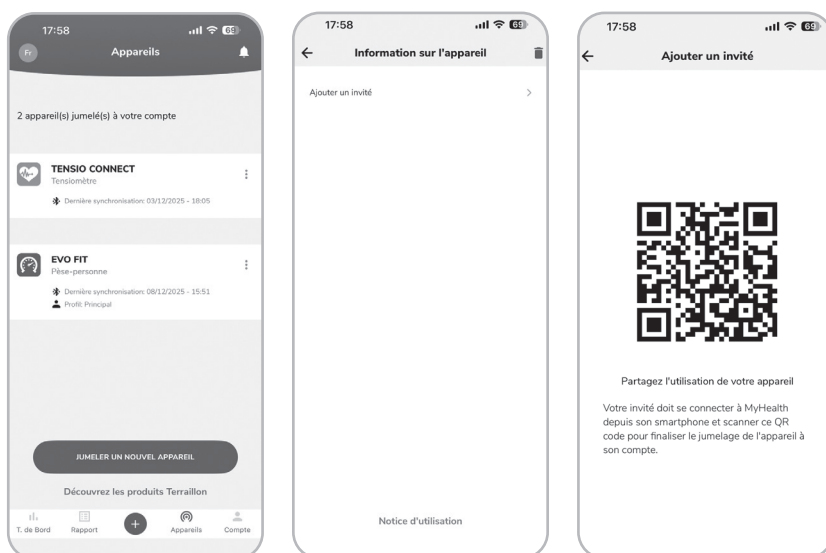 17:58
69
Fr
Appareils
2 appareil(s) jumelé(s) à votre compte
TENSIO CONNECT
Tensiomètre
Dernière synchronisation: 03/12/2025 - 18:05
EVO FIT
Pèse-personne
Dernière synchronisation: 08/12/2025 - 15:51
Profil: Principal
JUMELER UN NOUVEL APPAREIL
Découvrez les produits Terraillon
T. de Bord
Rapport
+
Appareils
Compte
17:58
69
Information sur l'appareil
Ajouter un invité
Notice d'utilisation
17:58
69
Ajouter un invité
Partagez l'utilisation de votre appareil
Votre invité doit se connecter à MyHealth
depuis son smartphone et scanner ce QR
code pour finaliser le jumelage de l'appareil à
son compte.